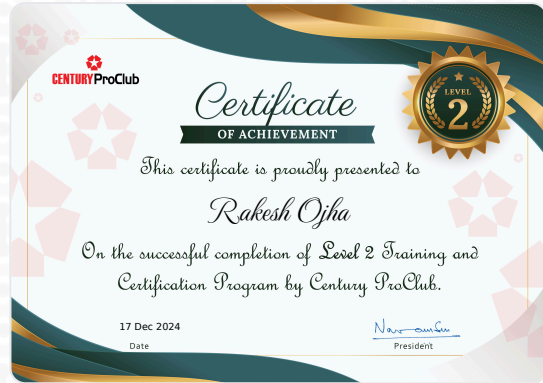 CENTURY ProClub
Certificate
OF ACHIEVEMENT
LEVEL
2
This certificate is proudly presented to
Rakesh Ojha
On the successful completion of Level 2 Training and
Certification Program by Century ProClub.
17 Dec 2024
Date
President